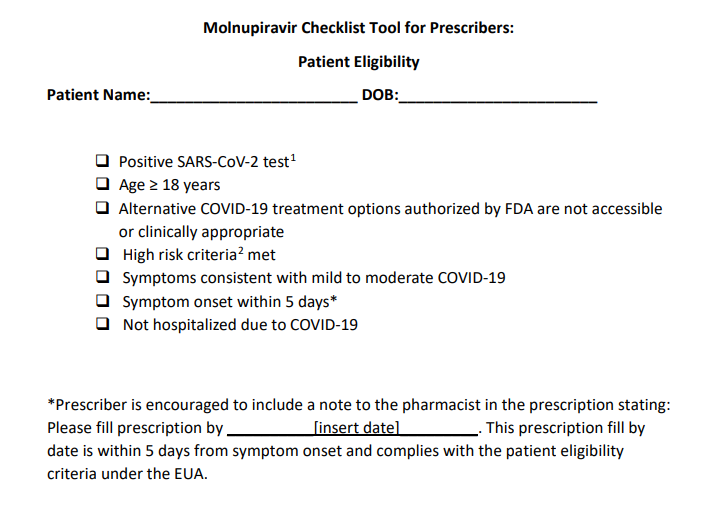 Molnupiravir Checklist Tool for Prescribers:
Patient Eligibility
Patient Name:________________________ DOB:_______________________
❑ Positive SARS-CoV-2 test¹
❑ Age ≥ 18 years
❑ Alternative COVID-19 treatment options authorized by FDA are not accessible
or clinically appropriate
❑ High risk criteria² met
❑ Symptoms consistent with mild to moderate COVID-19
❑ Symptom onset within 5 days*
❑ Not hospitalized due to COVID-19
*Prescriber is encouraged to include a note to the pharmacist in the prescription stating:
Please fill prescription by __________[insert date]_________. This prescription fill by
date is within 5 days from symptom onset and complies with the patient eligibility
criteria under the EUA.